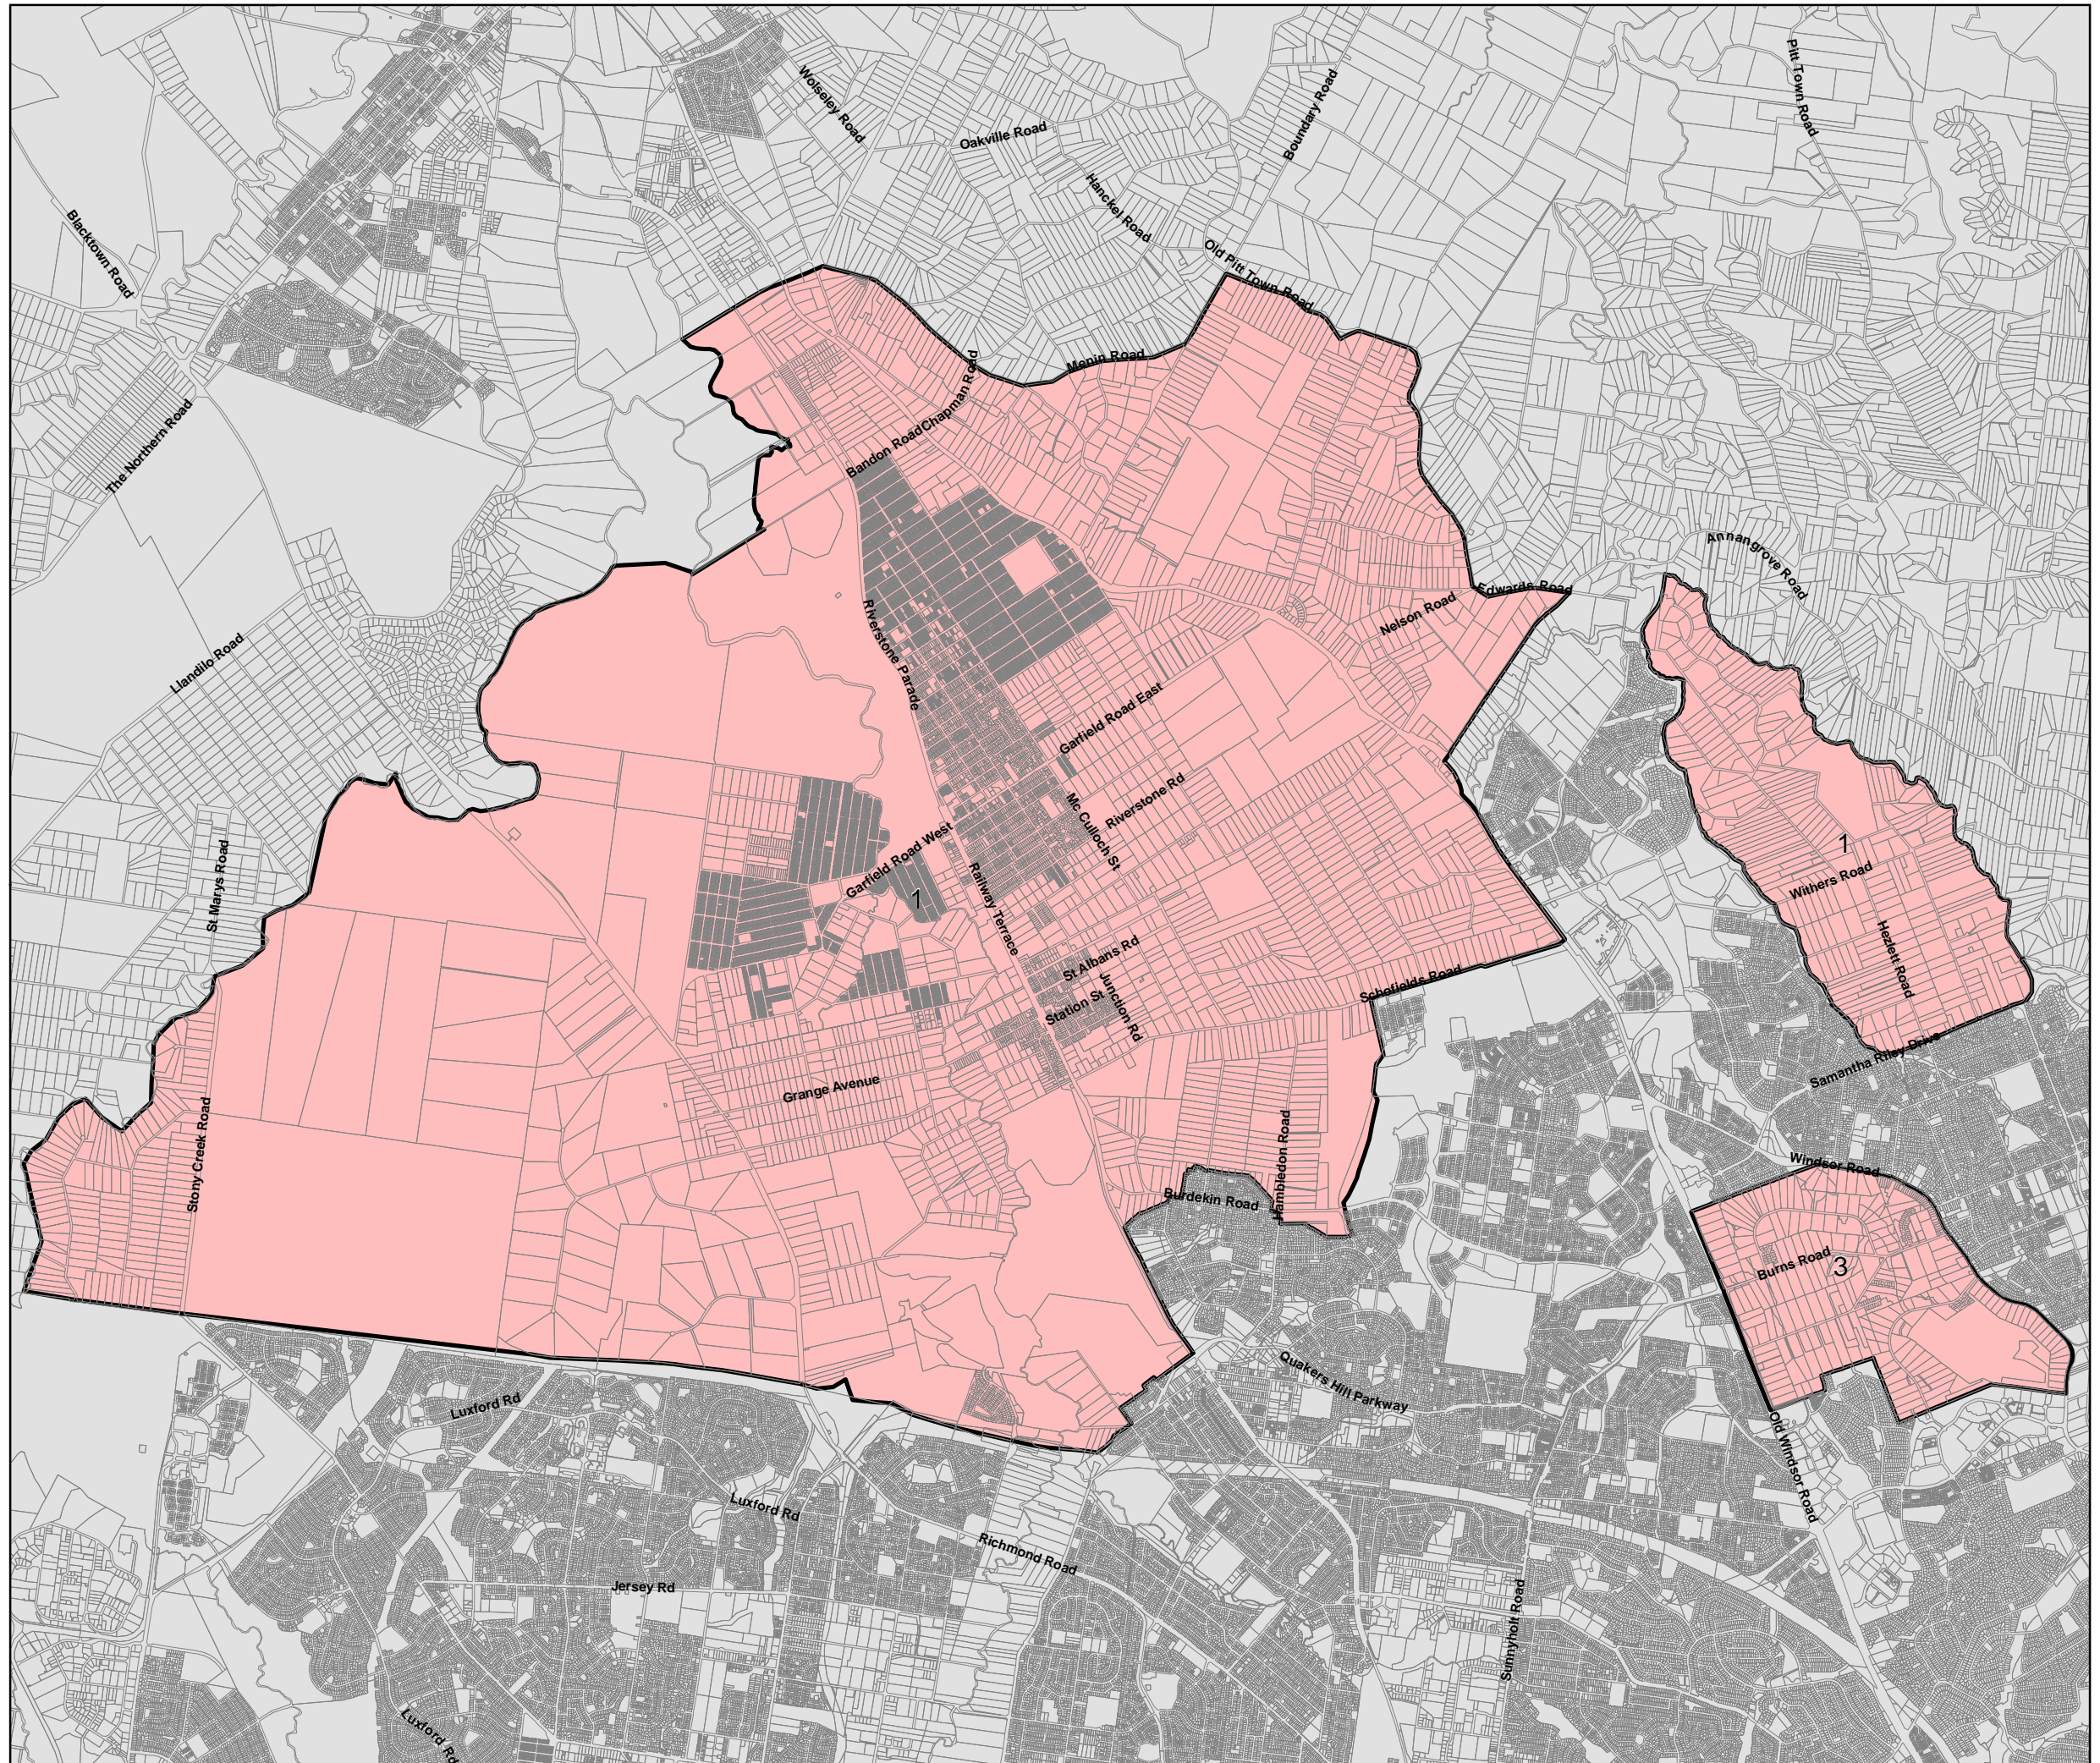 Pitt Town Road
Wolseley Road
Boundary Road
Oakville Road
Hanckel Road
Blacktown Road
Old Pitt Town Road
Menin Road
Chapman Road
Bandon Road
The Northern Road
Annangrove Road
Edwards Road
Nelson Road
Riverstone Parade
Llandilo Road
Garfield Road East
Riverstone Rd
Mc Culloch St
Garfield Road West
1
1
Withers Road
St Marys Road
Railway Terrace
Hezlett Road
St Albans Rd
Schofields Road
Junction Rd
Station St
Samantha Riley Drive
Grange Avenue
Stony Creek Road
Hambledon Road
Windsor Road
Burdekin Road
Burns Road
3
Quakers Hill Parkway
Luxford Rd
Old Windsor Road
Luxford Rd
Richmond Road
Jersey Rd
Sunnyholt Road
Luxford Rd